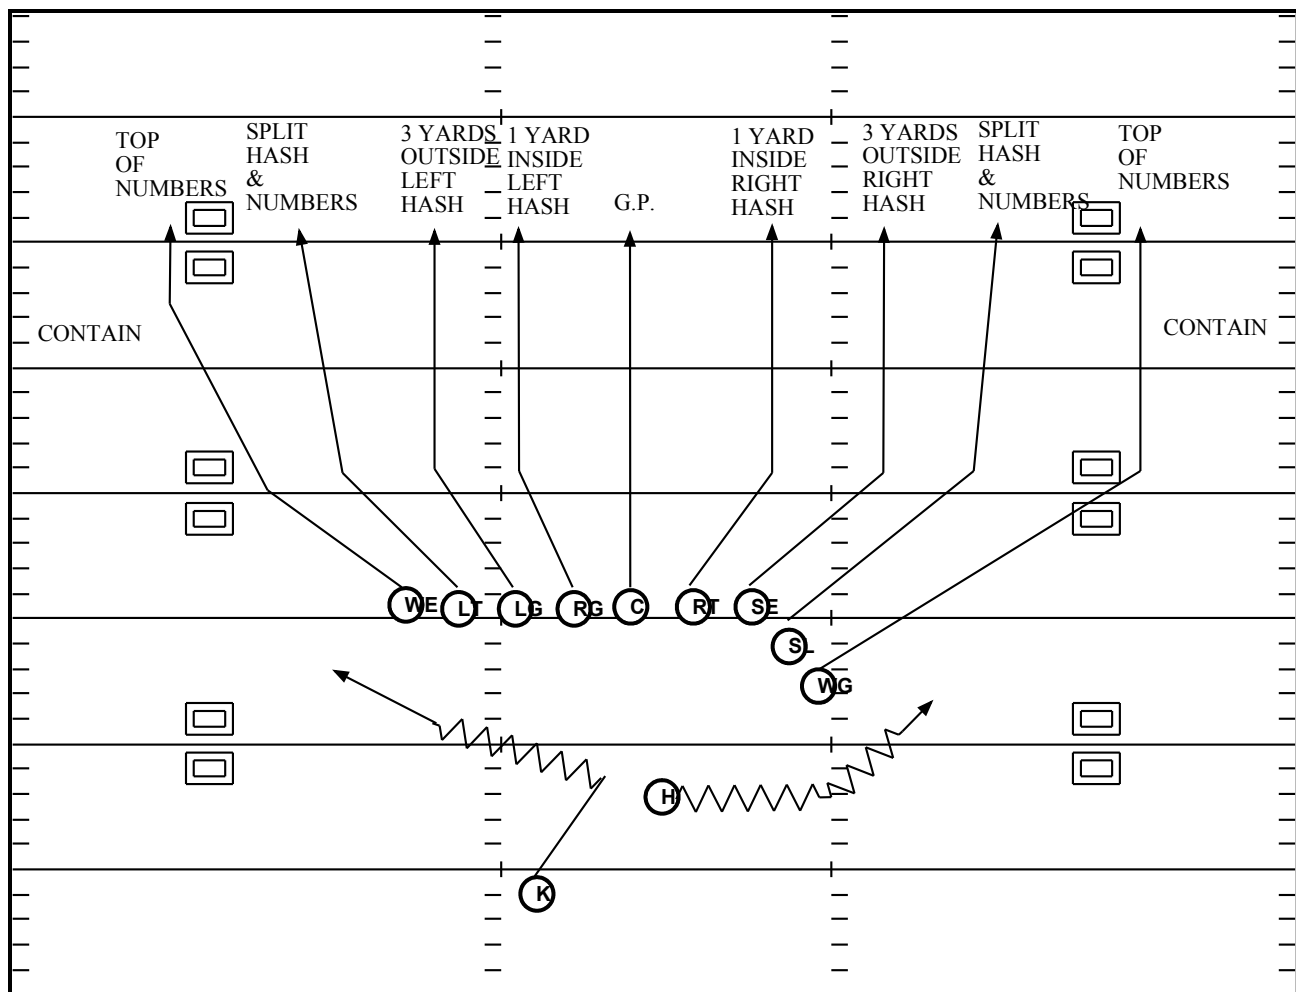 TOP
OF
NUMBERS
SPLIT
HASH
&
NUMBERS
3 YARDS
OUTSIDE
LEFT
HASH
1 YARD
INSIDE
LEFT
HASH
G.P.
1 YARD
INSIDE
RIGHT
HASH
3 YARDS
OUTSIDE
RIGHT
HASH
SPLIT
HASH
&
NUMBERS
TOP
OF
NUMBERS
CONTAIN
CONTAIN
WE
LT
LG
RG
C
RT
SE
SL
WG
H
K